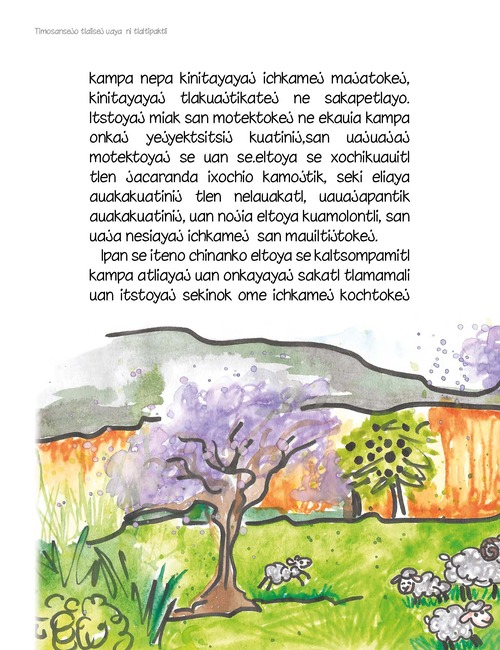 Timosansejo tlalisej uaya ni tlaltipaktli
kampa nepa kinitayayaj ichkamej majatokej,
kinitayayaj tlakuajtikatej ne sakapetlayo.
Itstoyaj miak san motektokej ne ekauia kampa
onkaj yejyektsitsij kuatinij,san uajuajaj
motektoyaj se uan se.eltoya se xochikuauitl
tlen jacaranda ixochio kamojtik, seki eliaya
auakakuatinij tlen nelauakatl, uauajapantik
auakakuatinij, uan nojia eltoya kuamolontli, san
uaja nesiayaj ichkamej san mauiltijtokej.
Ipan se iteno chinanko eltoya se kaltsompamitl
kampa atliayaj uan onkayayaj sakatl tlamamali
uan itstoyaj sekinok ome ichkamej kochtokej